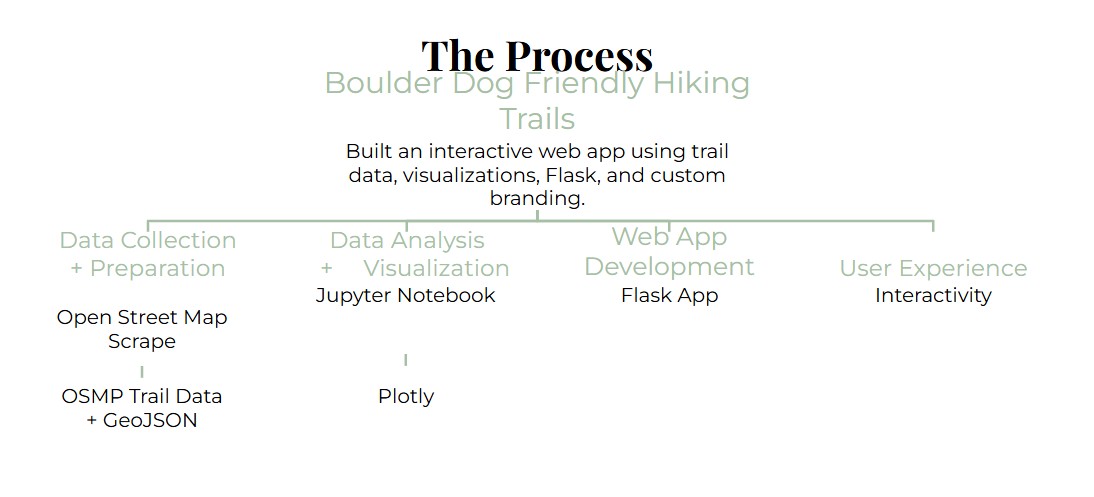 The Process
Boulder Dog Friendly Hiking
Trails
Built an interactive web app using trail
data, visualizations, Flask, and custom
branding.
Data Collection
+ Preparation
Open Street Map
Scrape
OSMP Trail Data
+ GeoJSON
Data Analysis
+ Visualization
Jupyter Notebook
Plotly
Web App
Development
Flask App
User Experience
Interactivity